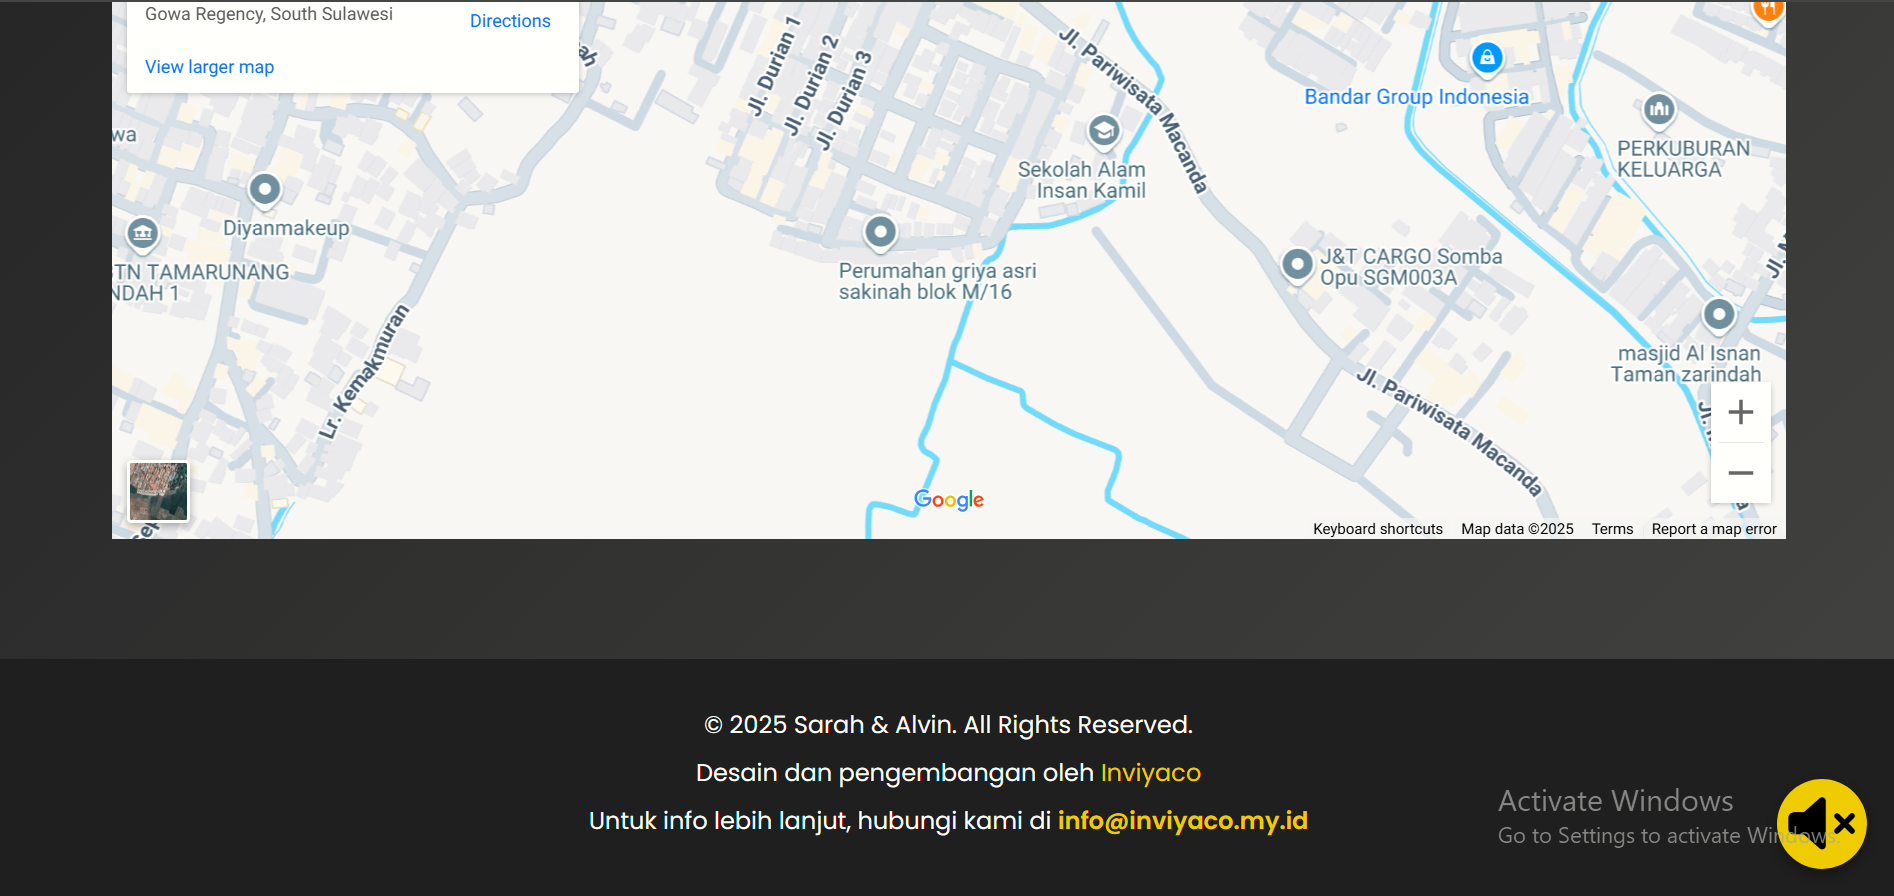 Gowa Regency, South Sulawesi
Directions
View larger map
ah
Jl. Durian 1
Jl. Durian 2
Jl. Durian 3
Jl. Pariwisata Macanda
Bandar Group Indonesia
PERKUBURAN
KELUARGA
wa
Sekolah Alam
Insan Kamil
Diyanmakeup
TN TAMARUNANG
NDAH 1
Perumahan griya asri
sakinah blok M/16
J&T CARGO Somba
Opu SGM003A
Jl.
masjid Al Isnan
Taman zarindah
Lr. Kemakmuran
Jl. Pariwisata Macanda
Jl.
+
−
Google
Keyboard shortcuts
Map data ©2025
Terms
Report a map error
© 2025 Sarah & Alvin. All Rights Reserved.
Desain dan pengembangan oleh Inviyaco
Untuk info lebih lanjut, hubungi kami di info@inviyaco.my.id
Activate Windows
Go to Settings to activate Windows.